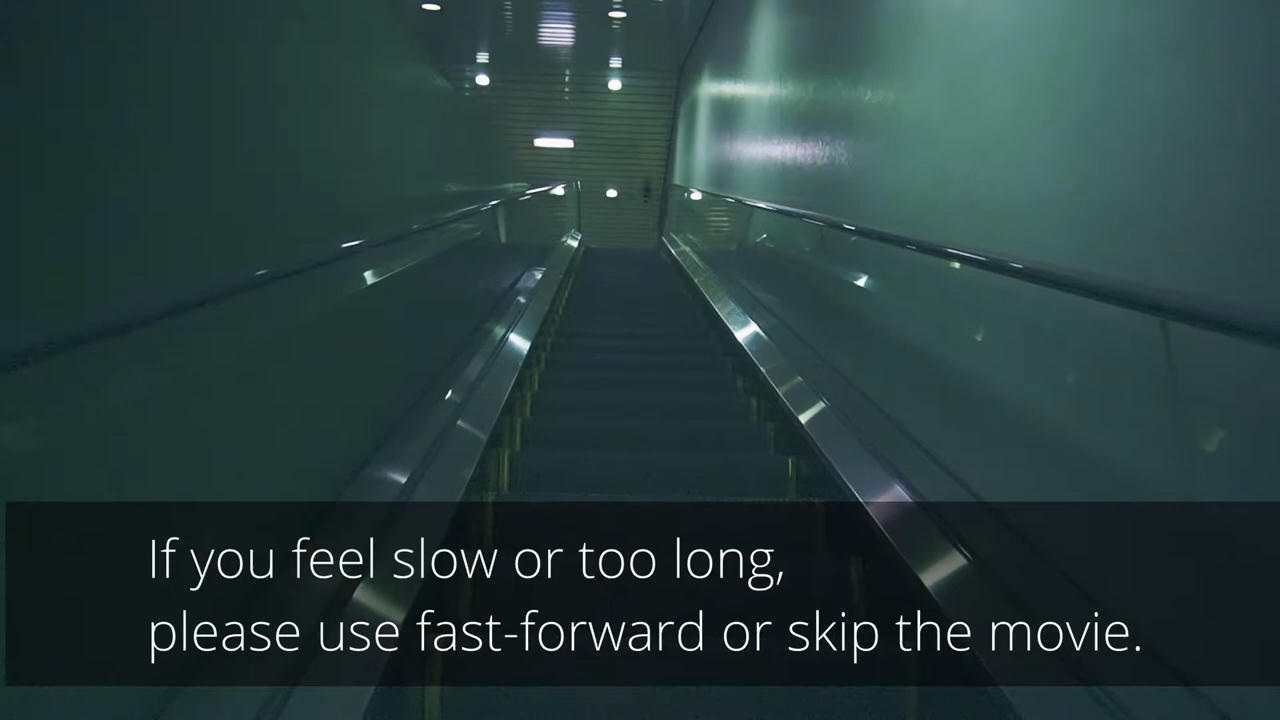 If you feel slow or too long,
please use fast-forward or skip the movie.